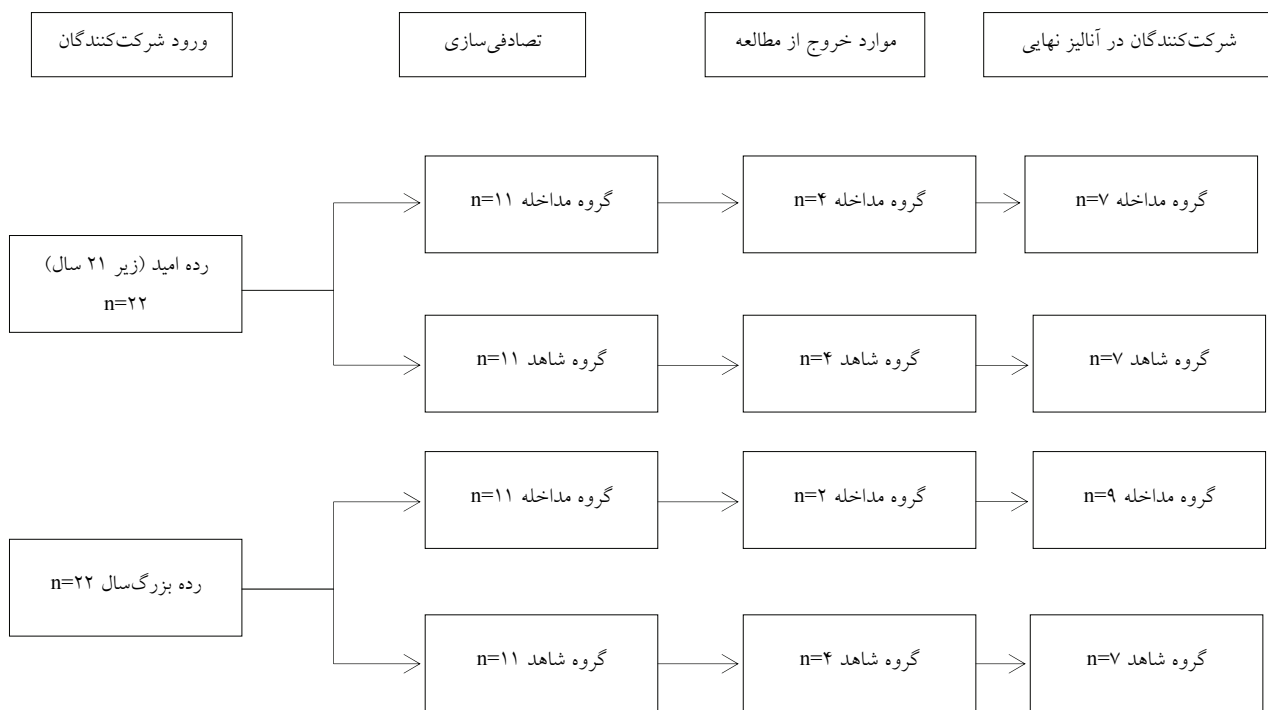 ورود شرکت‌کنندگان
تصادفی‌سازی
موارد خروج از مطالعه
شرکت‌کنندگان در آنالیز نهایی
رده امید (زیر ۲۱ سال)
n=۲۲
گروه مداخله n=۱۱
گروه مداخله n=۴
گروه مداخله n=۷
گروه شاهد n=۱۱
گروه شاهد n=۴
گروه شاهد n=۷
رده بزرگ‌سال n=۲۲
گروه مداخله n=۱۱
گروه مداخله n=۲
گروه مداخله n=۹
گروه شاهد n=۱۱
گروه شاهد n=۴
گروه شاهد n=۷